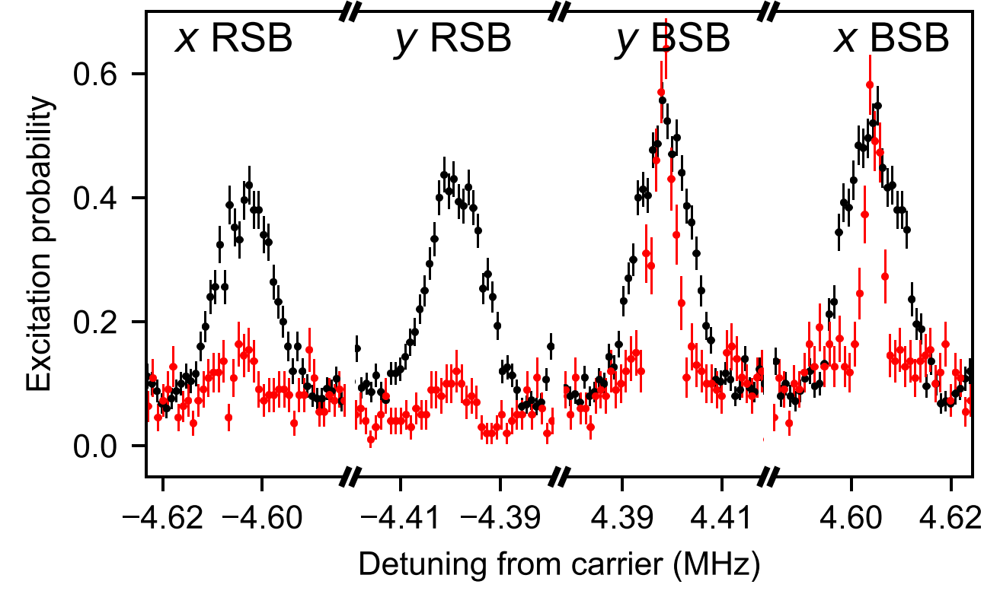 x RSB y RSB y BSB x BSB
0.6
0.4
0.2
0.0
Excitation probability
−4.62 −4.60 −4.41 −4.39 4.39 4.41 4.60 4.62
Detuning from carrier (MHz)